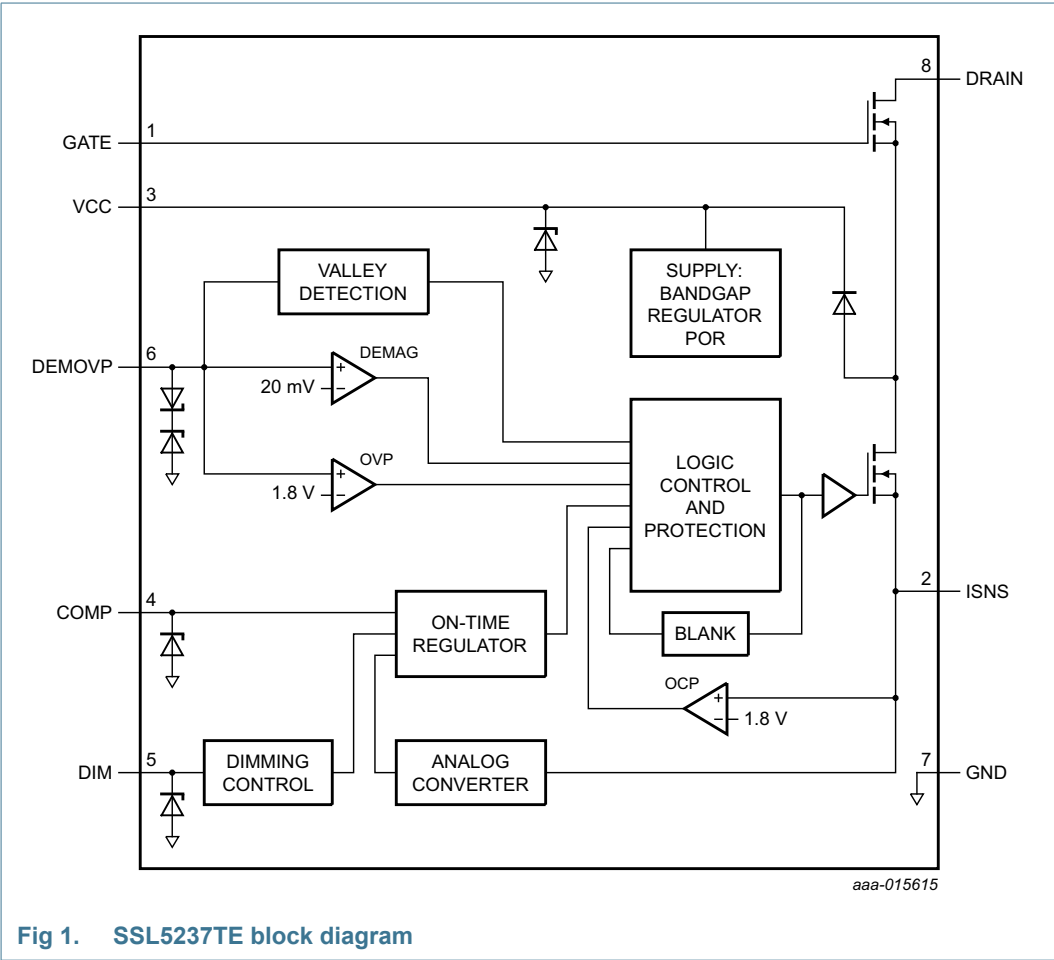 8
DRAIN
1
GATE
3
VCC
VALLEY
DETECTION
SUPPLY:
BANDGAP
REGULATOR
POR
6
DEMOVP
DEMAG
+
20 mV
−
OVP
+
1.8 V
−
LOGIC
CONTROL
AND
PROTECTION
4
COMP
ON-TIME
REGULATOR
2
ISNS
BLANK
OCP
+
−
1.8 V
5
DIM
DIMMING
CONTROL
ANALOG
CONVERTER
7
GND
aaa-015615
Fig 1. SSL5237TE block diagram